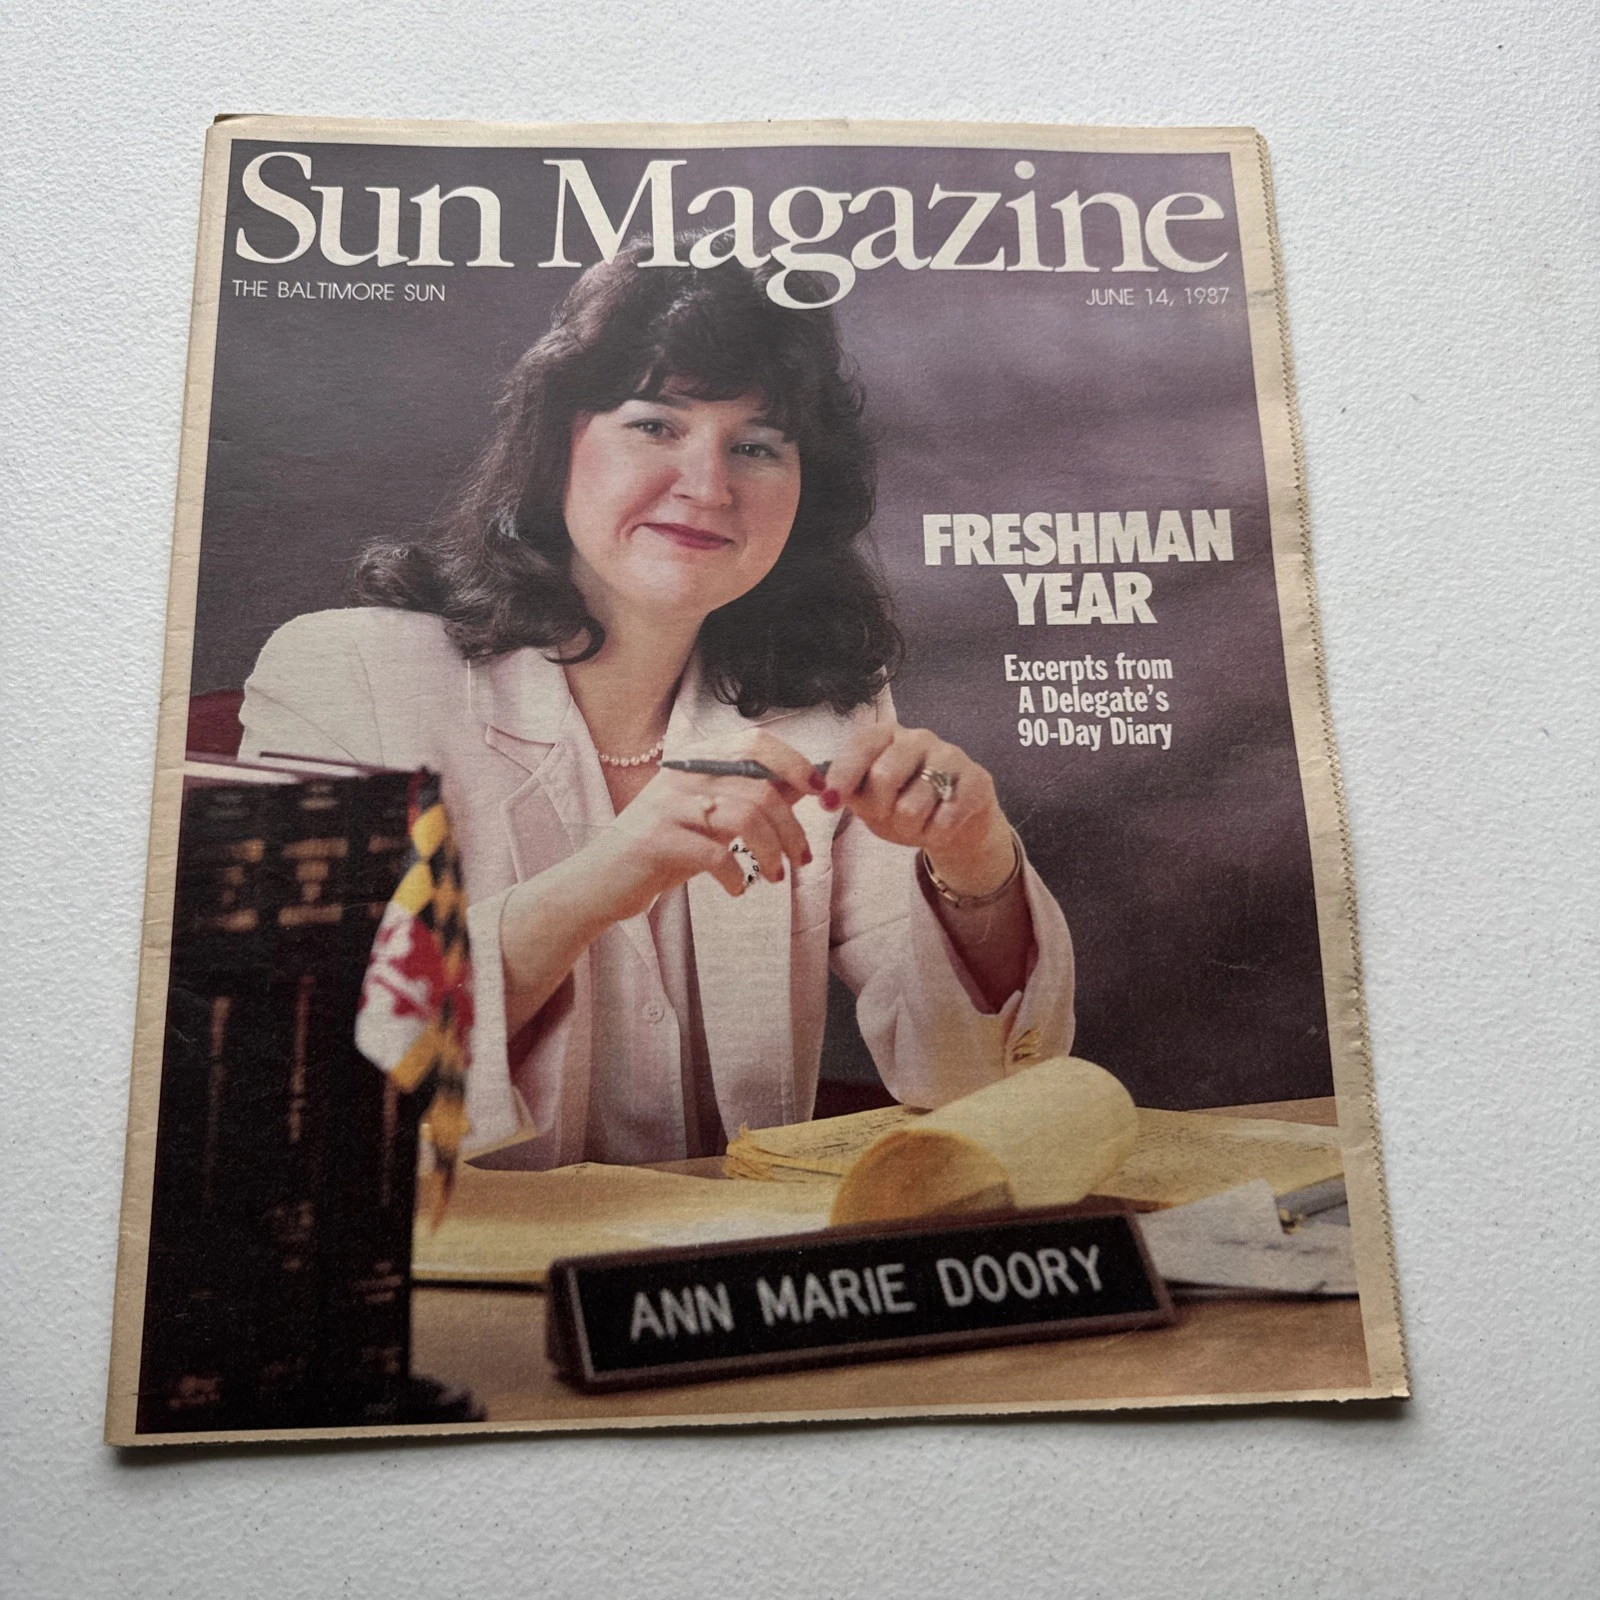 Sun Magazine
THE BALTIMORE SUN
JUNE 14, 1987
FRESHMAN
YEAR
Excerpts from
A Delegate's
90-Day Diary
ANN MARIE DOORY